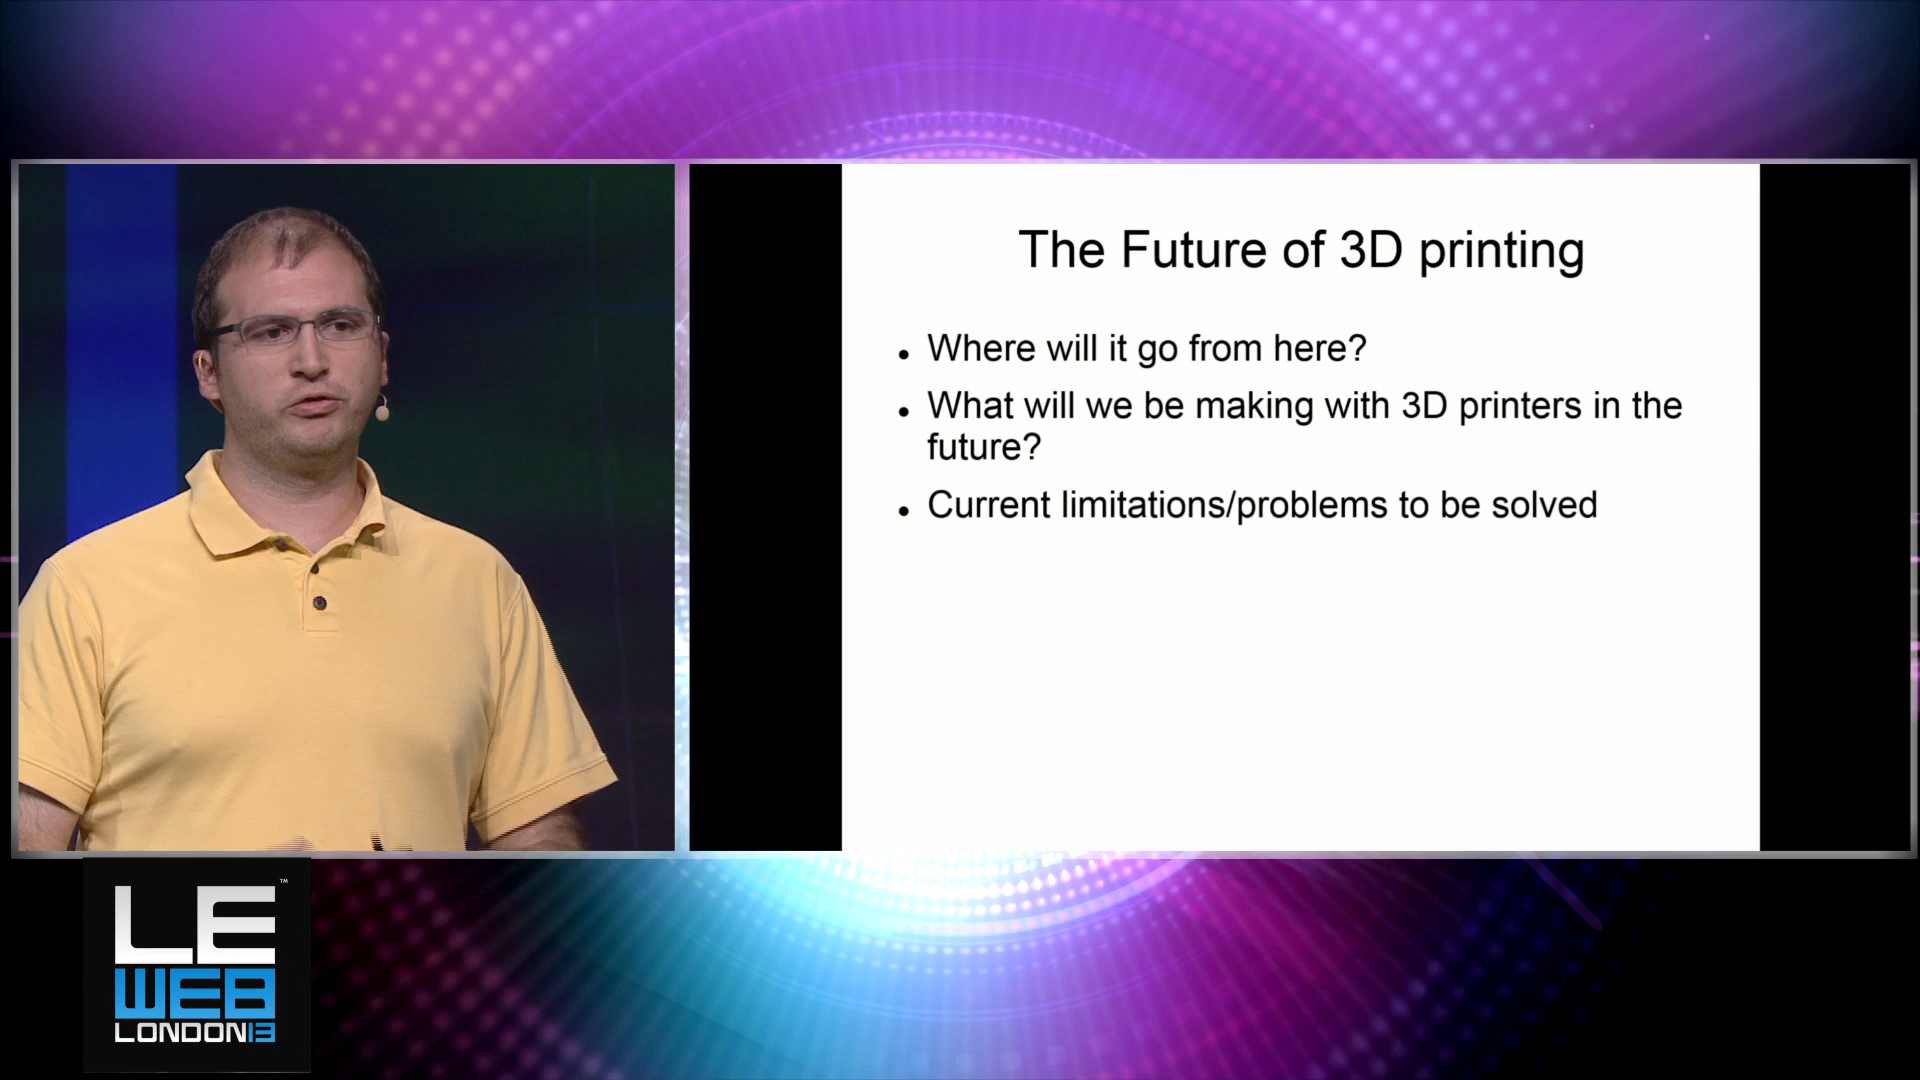 The Future of 3D printing
• Where will it go from here?
• What will we be making with 3D printers in the
future?
• Current limitations/problems to be solved
LE™
WEB
LONDON13